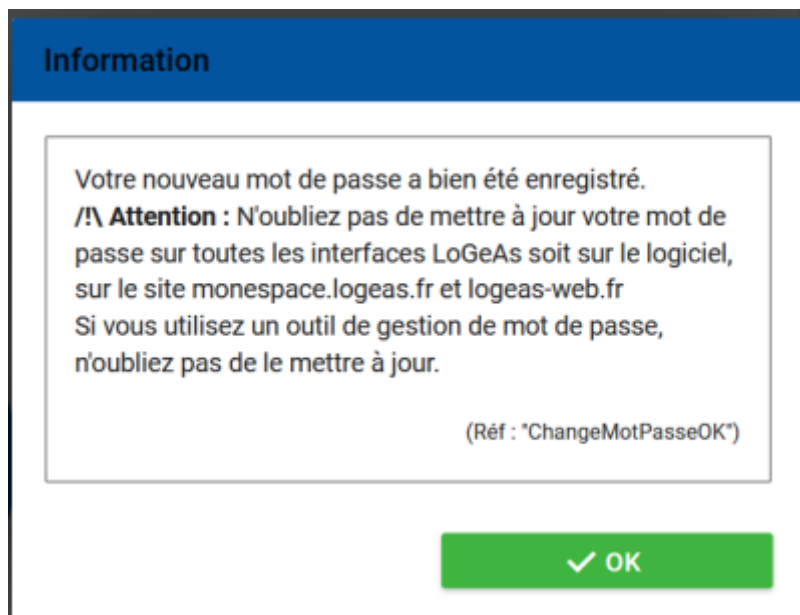 Information
Votre nouveau mot de passe a bien été enregistré.
/!\ Attention : N'oubliez pas de mettre à jour votre mot de
passe sur toutes les interfaces LoGeAs soit sur le logiciel,
sur le site monespace.logeas.fr et logeas-web.fr
Si vous utilisez un outil de gestion de mot de passe,
n'oubliez pas de le mettre à jour.
(Réf : "ChangeMotPasseOK")
OK